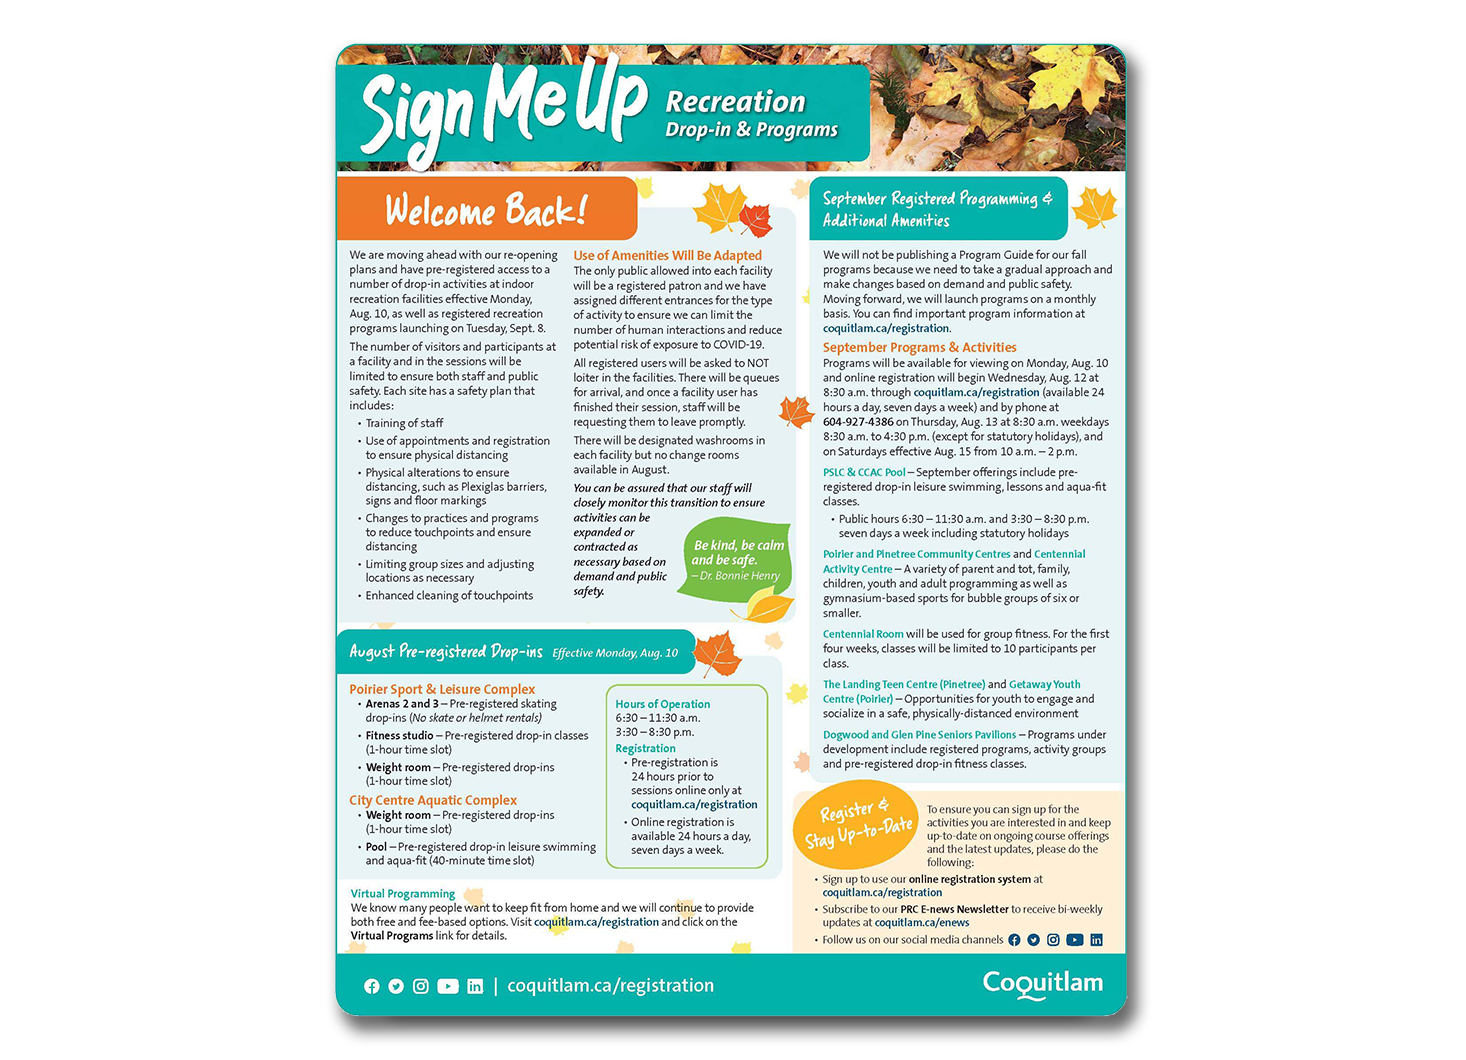 Sign Me Up
Recreation
Drop-in & Programs
Welcome Back!
We are moving ahead with our re-opening
plans and have pre-registered access to a
number of drop-in activities at indoor
recreation facilities effective Monday,
Aug. 10, as well as registered recreation
programs launching on Tuesday, Sept. 8.
The number of visitors and participants at
a facility and in the sessions will be
limited to ensure both staff and public
safety. Each site has a safety plan that
includes:
• Training of staff
• Use of appointments and registration
to ensure physical distancing
• Physical alterations to ensure
distancing, such as Plexiglas barriers,
signs and floor markings
• Changes to practices and programs
to reduce touchpoints and ensure
distancing
• Limiting group sizes and adjusting
locations as necessary
• Enhanced cleaning of touchpoints
Use of Amenities Will Be Adapted
The only public allowed into each facility
will be a registered patron and we have
assigned different entrances for the type
of activity to ensure we can limit the
number of human interactions and reduce
potential risk of exposure to COVID-19.
All registered users will be asked to NOT
loiter in the facilities. There will be queues
for arrival, and once a facility user has
finished their session, staff will be
requesting them to leave promptly.
There will be designated washrooms in
each facility but no change rooms
available in August.
You can be assured that our staff will
closely monitor this transition to ensure
activities can be
expanded or
contracted as
necessary based on
demand and public
safety.
Be kind, be calm
and be safe.
– Dr. Bonnie Henry
August Pre-registered Drop-ins Effective Monday, Aug. 10
Poirier Sport & Leisure Complex
• Arenas 2 and 3 – Pre-registered skating
drop-ins (No skate or helmet rentals)
• Fitness studio – Pre-registered drop-in classes
(1-hour time slot)
• Weight room – Pre-registered drop-ins
(1-hour time slot)
City Centre Aquatic Complex
• Weight room – Pre-registered drop-ins
(1-hour time slot)
• Pool – Pre-registered drop-in leisure swimming
and aqua-fit (40-minute time slot)
Hours of Operation
6:30 – 11:30 a.m.
3:30 – 8:30 p.m.
Registration
• Pre-registration is
24 hours prior to
sessions online only at
coquitlam.ca/registration
• Online registration is
available 24 hours a day,
seven days a week.
Virtual Programming
We know many people want to keep fit from home and we will continue to provide
both free and fee-based options. Visit coquitlam.ca/registration and click on the
Virtual Programs link for details.
September Registered Programming &
Additional Amenities
We will not be publishing a Program Guide for our fall
programs because we need to take a gradual approach and
make changes based on demand and public safety.
Moving forward, we will launch programs on a monthly
basis. You can find important program information at
coquitlam.ca/registration.
September Programs & Activities
Programs will be available for viewing on Monday, Aug. 10
and online registration will begin Wednesday, Aug. 12 at
8:30 a.m. through coquitlam.ca/registration (available 24
hours a day, seven days a week) and by phone at
604-927-4386 on Thursday, Aug. 13 at 8:30 a.m. weekdays
8:30 a.m. to 4:30 p.m. (except for statutory holidays), and
on Saturdays effective Aug. 15 from 10 a.m. – 2 p.m.
PSLC & CCAC Pool – September offerings include pre-
registered drop-in leisure swimming, lessons and aqua-fit
classes.
• Public hours 6:30 – 11:30 a.m. and 3:30 – 8:30 p.m.
seven days a week including statutory holidays
Poirier and Pinetree Community Centres and Centennial
Activity Centre – A variety of parent and tot, family,
children, youth and adult programming as well as
gymnasium-based sports for bubble groups of six or
smaller.
Centennial Room will be used for group fitness. For the first
four weeks, classes will be limited to 10 participants per
class.
The Landing Teen Centre (Pinetree) and Getaway Youth
Centre (Poirier) – Opportunities for youth to engage and
socialize in a safe, physically-distanced environment
Dogwood and Glen Pine Seniors Pavilions – Programs under
development include registered programs, activity groups
and pre-registered drop-in fitness classes.
Register &
Stay Up-to-Date
To ensure you can sign up for the
activities you are interested in and keep
up-to-date on ongoing course offerings
and the latest updates, please do the
following:
• Sign up to use our online registration system at
coquitlam.ca/registration
• Subscribe to our PRC E-news Newsletter to receive bi-weekly
updates at coquitlam.ca/enews
• Follow us on our social media channels
| coquitlam.ca/registration
Coquitlam